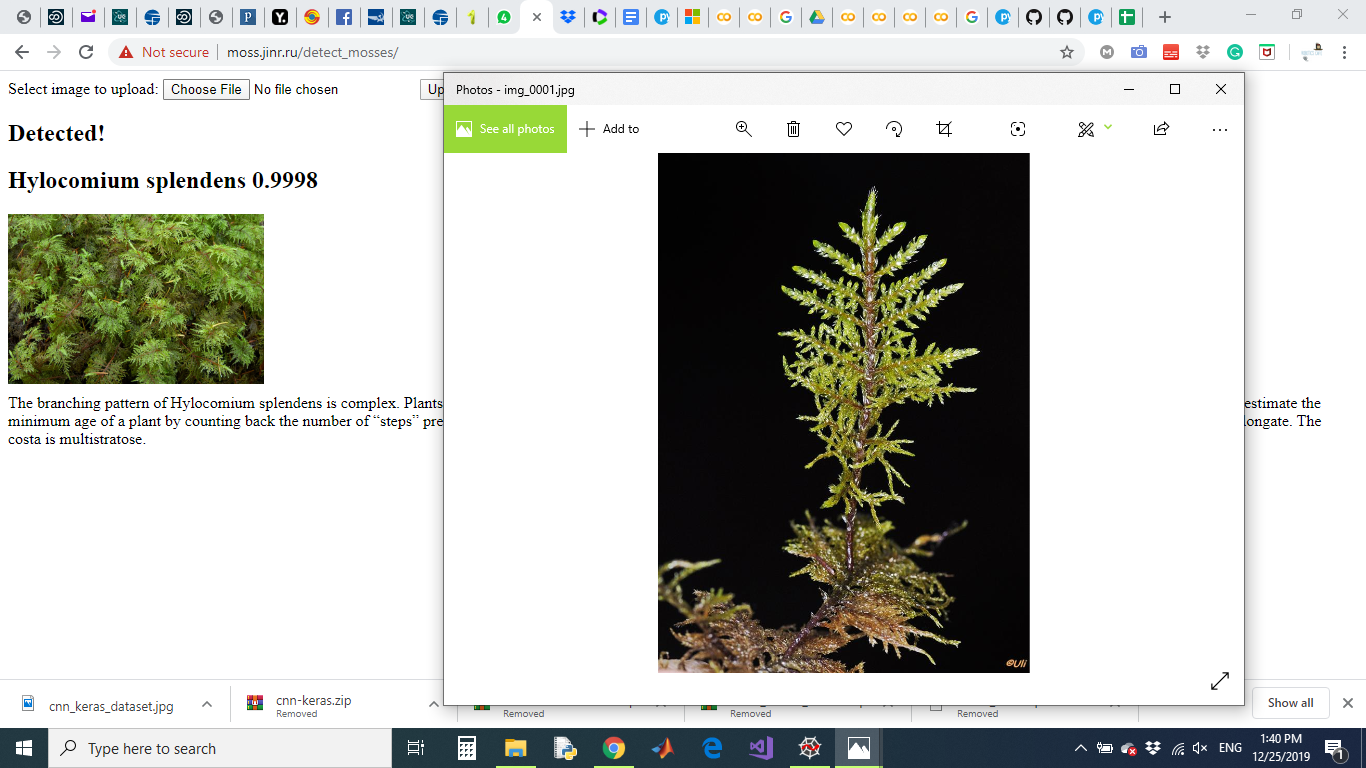 Not secure
moss.jinr.ru/detect_mosses/
Select image to upload: Choose File No file chosen
Up
Detected!
Hylocomium splendens 0.9998
The branching pattern of Hylocomium splendens is complex. Plants
estimate the
minimum age of a plant by counting back the number of “steps” pre
longate. The
costa is multistratose.
Photos - img_0001.jpg
See all photos
Add to
©Uli
cnn_keras_dataset.jpg
cnn-keras.zip
Removed
Removed
Removed
Removed
Show all
Type here to search
ENG
1:40 PM
12/25/2019
1